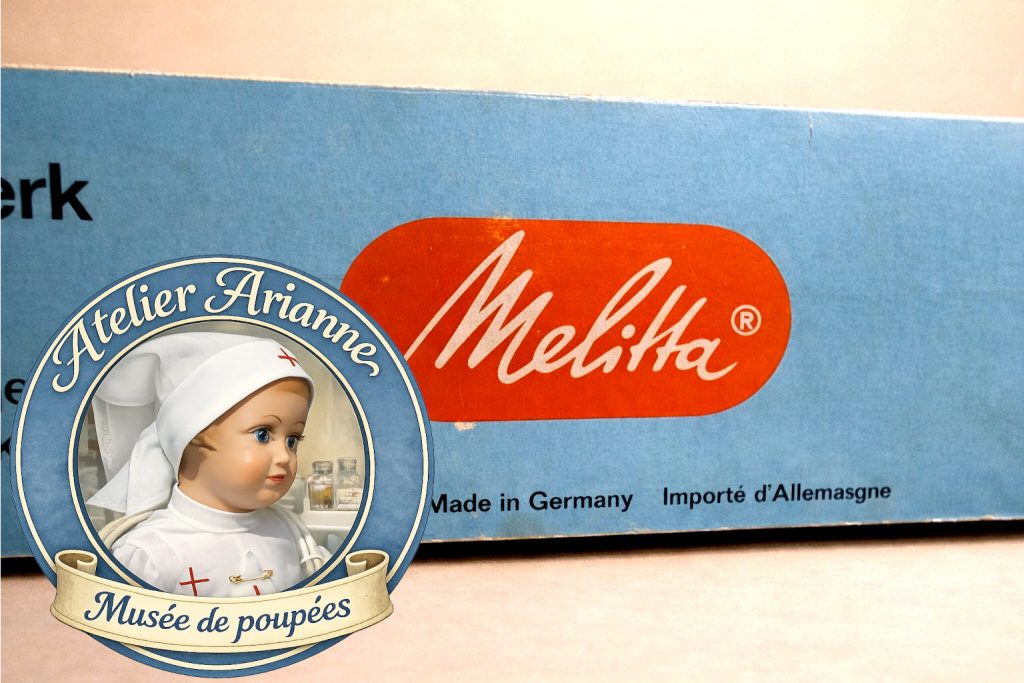 erk
Melitta®
Made in Germany Importé d'Allemasgne
Atelier Arianne
Musée de poupées